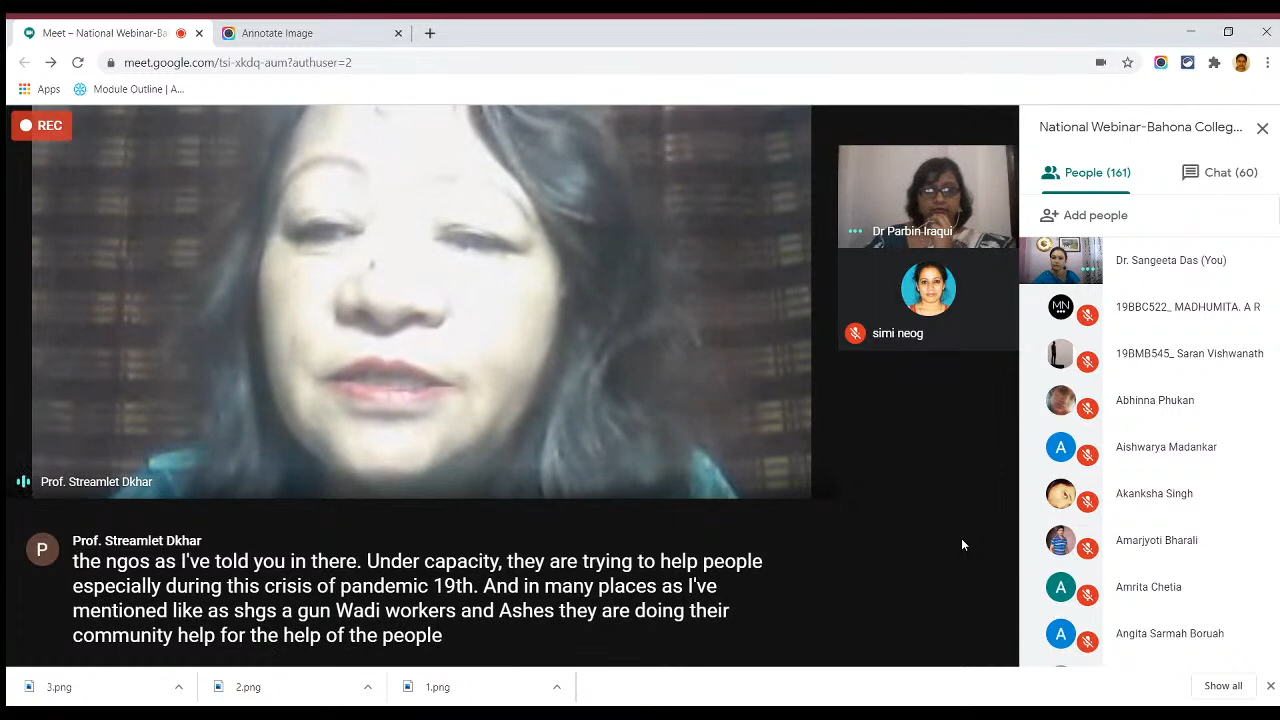 Meet – National Webinar-Ba
Annotate Image
meet.google.com/tsi-xkdq-aum?authuser=2
Apps
Module Outline | A...
REC
Prof. Streamlet Dkhar
Dr Parbin Iraqui
simi neog
National Webinar-Bahona Colleg...
People (161)
Chat (60)
Add people
Dr. Sangeeta Das (You)
MN
19BBC522_ MADHUMITA. A R
19BMB545_ Saran Vishwanath
Abhinna Phukan
A
Aishwarya Madankar
Akanksha Singh
Amarjyoti Bharali
A
Amrita Chetia
A
Angita Sarmah Boruah
P
Prof. Streamlet Dkhar
the ngos as I've told you in there. Under capacity, they are trying to help people
especially during this crisis of pandemic 19th. And in many places as I've
mentioned like as shgs a gun Wadi workers and Ashes they are doing their
community help for the help of the people
3.png
2.png
1.png
Show all